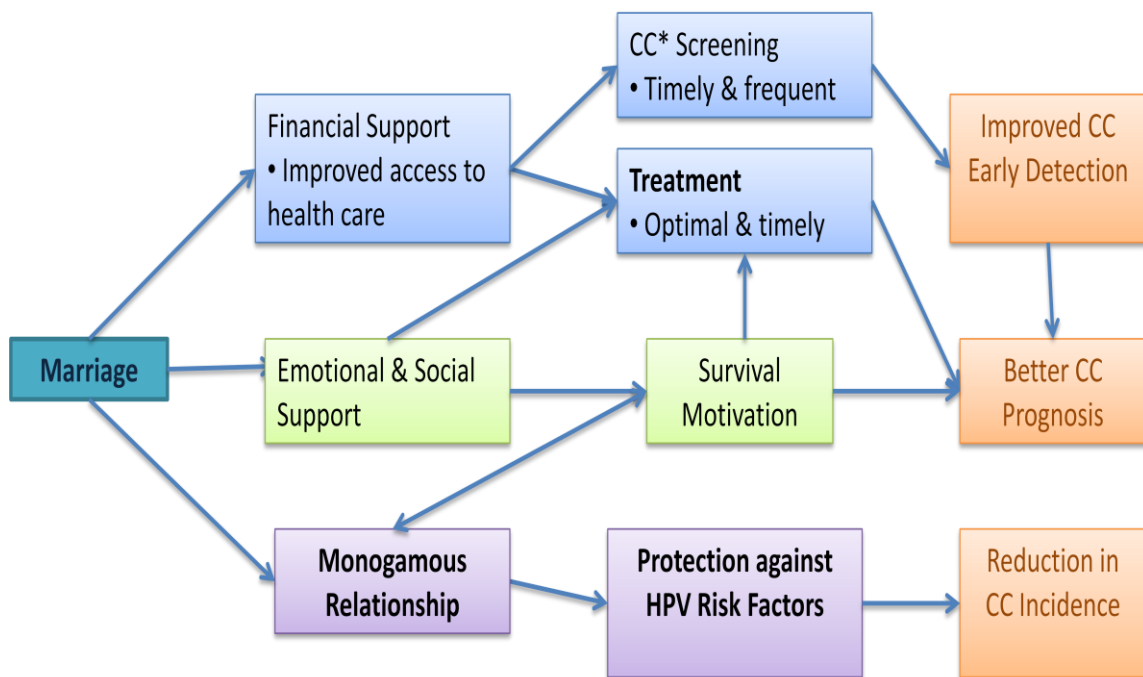 CC* Screening
• Timely & frequent
Financial Support
• Improved access to
health care
Improved CC
Early Detection
Treatment
• Optimal & timely
Marriage
Emotional & Social
Support
Survival
Motivation
Better CC
Prognosis
Monogamous
Relationship
Protection against
HPV Risk Factors
Reduction in
CC Incidence